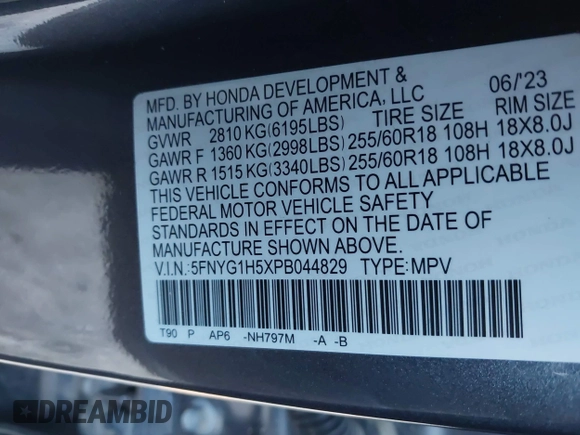 MFD. BY HONDA DEVELOPMENT & 06/'23
MANUFACTURING OF AMERICA, LLC
GVWR 2810 KG(6195LBS) TIRE SIZE RIM SIZE
GAWR F 1360 KG(2998LBS) 255/60R18 108H 18X8.0J
GAWR R 1515 KG(3340LBS) 255/60R18 108H 18X8.0J
THIS VEHICLE CONFORMS TO ALL APPLICABLE
FEDERAL MOTOR VEHICLE SAFETY
STANDARDS IN EFFECT ON THE DATE OF
MANUFACTURE SHOWN ABOVE.
V.I.N.:5FNYG1H5XPB044829 TYPE:MPV
T90 P AP6 -NH797M -A -B
DREAMBID